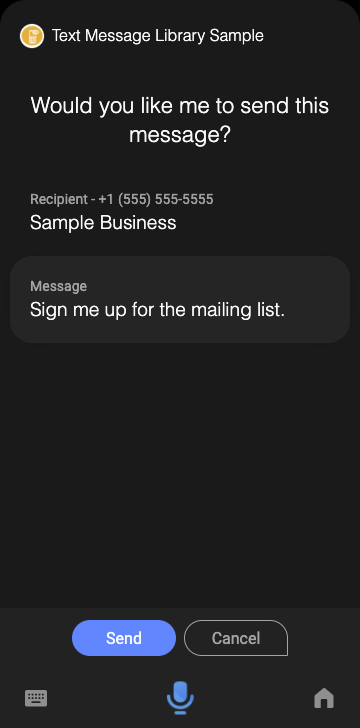 Text Message Library Sample
Would you like me to send this
message?
Recipient - +1 (555) 555-5555
Sample Business
Message
Sign me up for the mailing list.
Send
Cancel